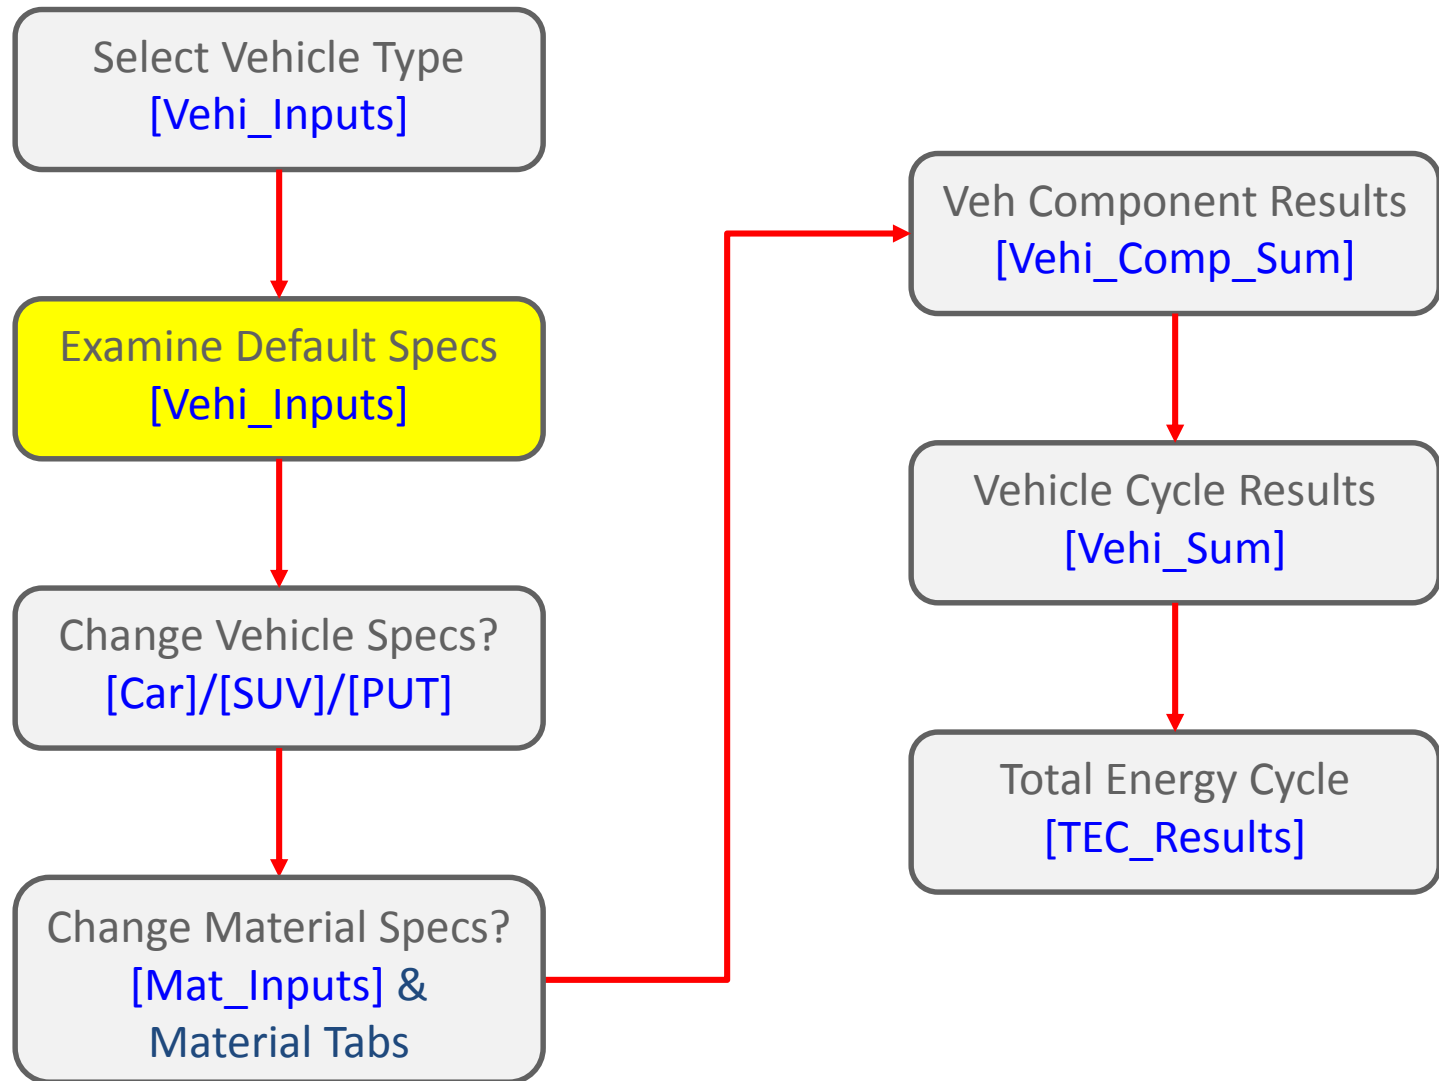 Select Vehicle Type
[Vehi_Inputs]
Examine Default Specs
[Vehi_Inputs]
Change Vehicle Specs?
[Car]/[SUV]/[PUT]
Change Material Specs?
[Mat_Inputs] &
Material Tabs
Veh Component Results
[Vehi_Comp_Sum]
Vehicle Cycle Results
[Vehi_Sum]
Total Energy Cycle
[TEC_Results]